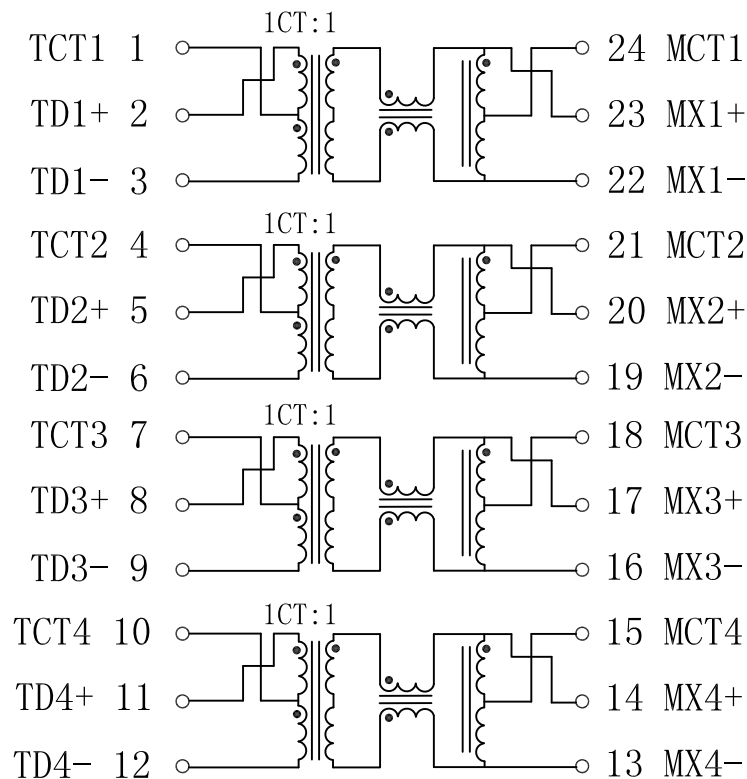 1CT:1
TCT1 1 24 MCT1
TD1+ 2 23 MX1+
TD1- 3 22 MX1-
1CT:1
TCT2 4 21 MCT2
TD2+ 5 20 MX2+
TD2- 6 19 MX2-
1CT:1
TCT3 7 18 MCT3
TD3+ 8 17 MX3+
TD3- 9 16 MX3-
1CT:1
TCT4 10 15 MCT4
TD4+ 11 14 MX4+
TD4- 12 13 MX4-